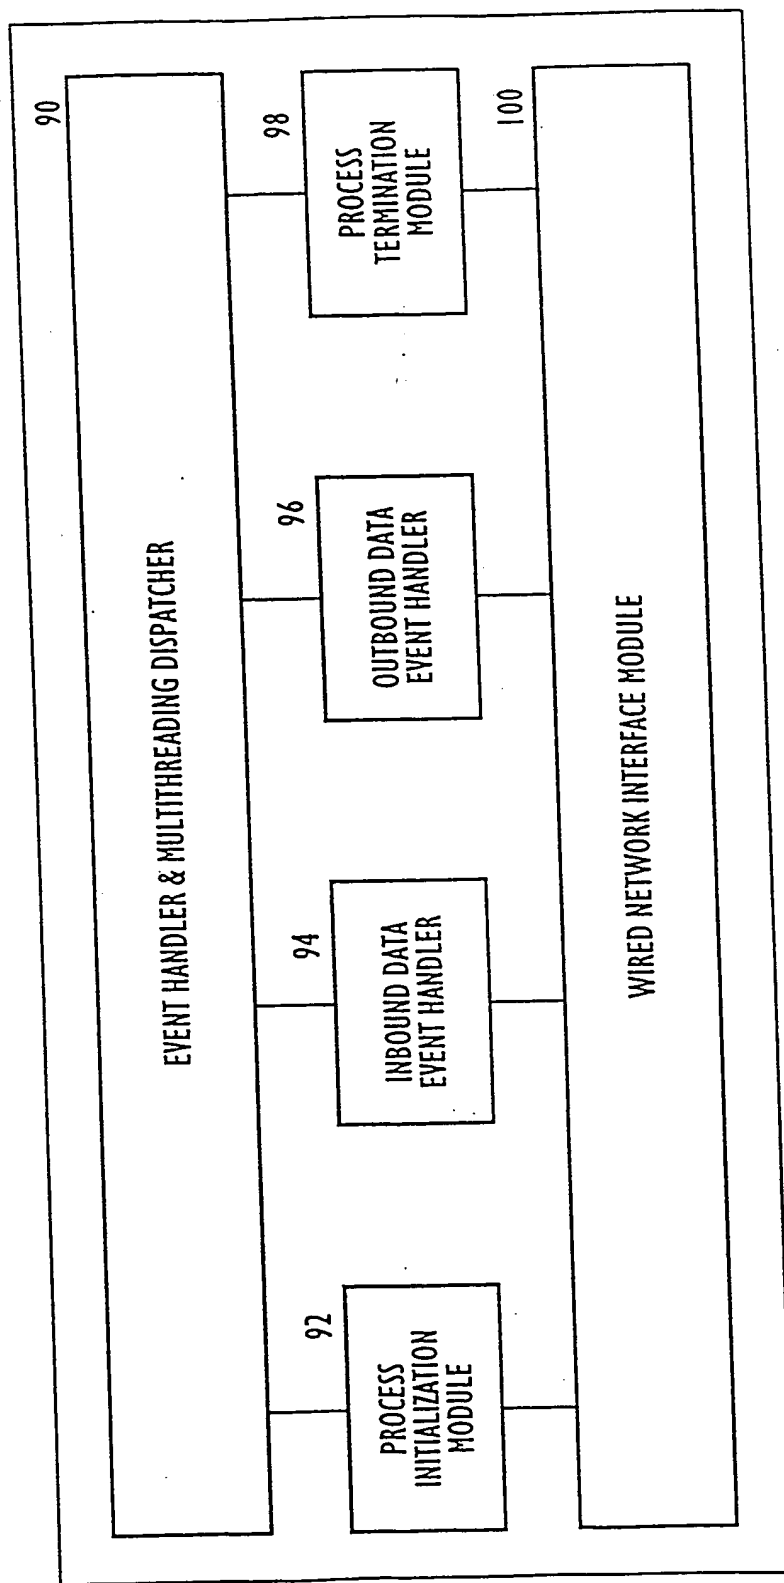 90
EVENT HANDLER & MULTITHREADING DISPATCHER
92
PROCESS
INITIALIZATION
MODULE
94
INBOUND DATA
EVENT HANDLER
96
OUTBOUND DATA
EVENT HANDLER
98
PROCESS
TERMINATION
MODULE
100
WIRED NETWORK INTERFACE MODULE